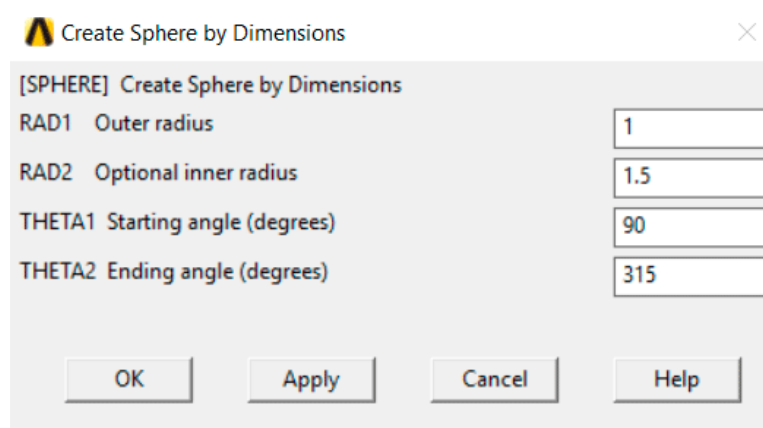 Create Sphere by Dimensions
[SPHERE] Create Sphere by Dimensions
RAD1 Outer radius 1
RAD2 Optional inner radius 1.5
THETA1 Starting angle (degrees) 90
THETA2 Ending angle (degrees) 315
OK Apply Cancel Help